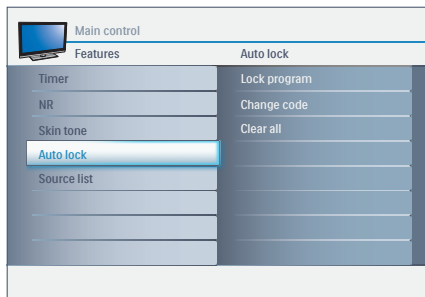 Main control
Features Auto lock
Timer Lock program
NR Change code
Skin tone Clear all
Auto lock
Source list